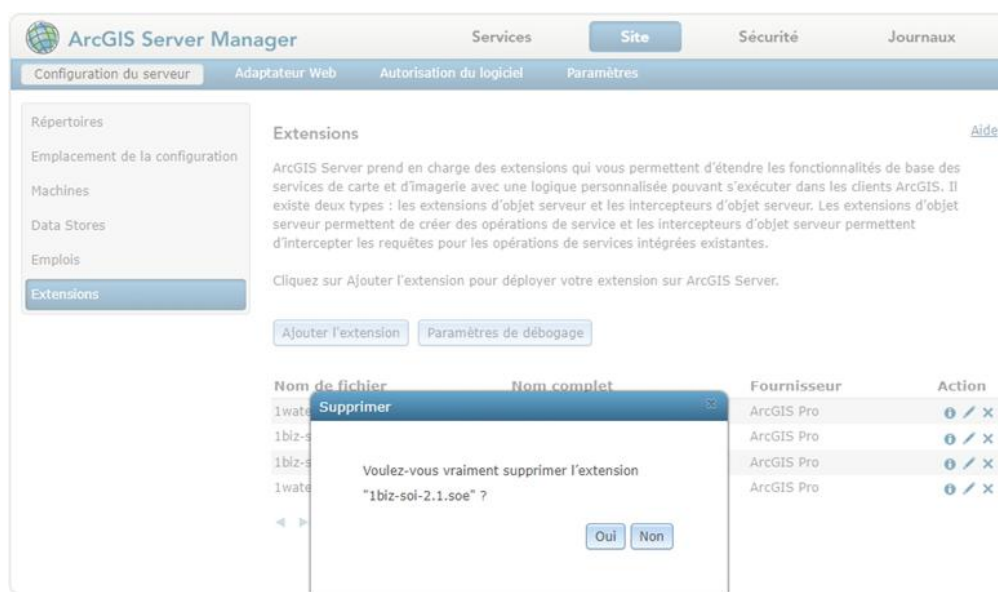 ArcGIS Server Manager
Services
Site
Sécurité
Journaux
Configuration du serveur
Adaptateur Web
Autorisation du logiciel
Paramètres
Répertoires
Emplacement de la configuration
Machines
Data Stores
Emplois
Extensions
Extensions
Aide
ArcGIS Server prend en charge des extensions qui vous permettent d'étendre les fonctionnalités de base des
services de carte et d'imagerie avec une logique personnalisée pouvant s'exécuter dans les clients ArcGIS. Il
existe deux types : les extensions d'objet serveur et les intercepteurs d'objet serveur. Les extensions d'objet
serveur permettent de créer des opérations de service et les intercepteurs d'objet serveur permettent
d'intercepter les requêtes pour les opérations de services intégrées existantes.
Cliquez sur Ajouter l'extension pour déployer votre extension sur ArcGIS Server.
Ajouter l'extension
Paramètres de débogage
Nom de fichier
Nom complet
Fournisseur
Action
1wate
ArcGIS Pro
1biz-s
ArcGIS Pro
1biz-s
ArcGIS Pro
1wate
ArcGIS Pro
Supprimer
Voulez-vous vraiment supprimer l'extension
"1biz-soi-2.1.soe" ?
Oui
Non